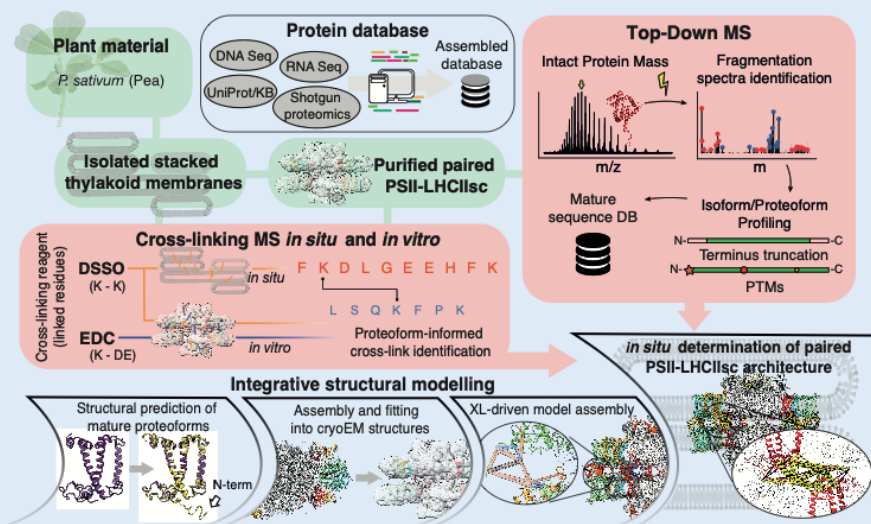 Plant material
P. sativum (Pea)
Protein database
DNA Seq
RNA Seq
UniProt/KB
Shotgun
proteomics
Assembled
database
Top-Down MS
Intact Protein Mass
Fragmentation
spectra identification
m/z
m
Isolated stacked
thylakoid membranes
Purified paired
PSII-LHCIIsc
Mature
sequence DB
Isoform/Proteoform
Profiling
N-
-C
Terminus truncation
N-
-C
PTMs
Cross-linking MS in situ and in vitro
Cross-linking reagent
(linked residues)
DSSO
(K - K)
in situ
F K D L G E E H F K
L S Q K F P K
EDC
(K - DE)
in vitro
Proteoform-informed
cross-link identification
Integrative structural modelling
in situ determination of paired
PSII-LHCIIsc architecture
Structural prediction of
mature proteoforms
N-term
Assembly and fitting
into cryoEM structures
XL-driven model assembly